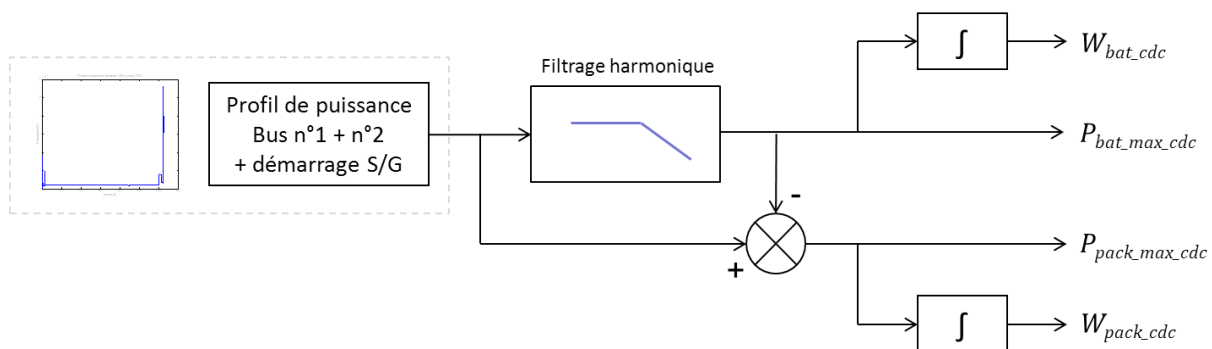 Profil de puissance
Bus n°1 + n°2
+ démarrage S/G
Filtrage harmonique
∫
W_bat_cdc
P_bat_max_cdc
-
+
P_pack_max_cdc
∫
W_pack_cdc